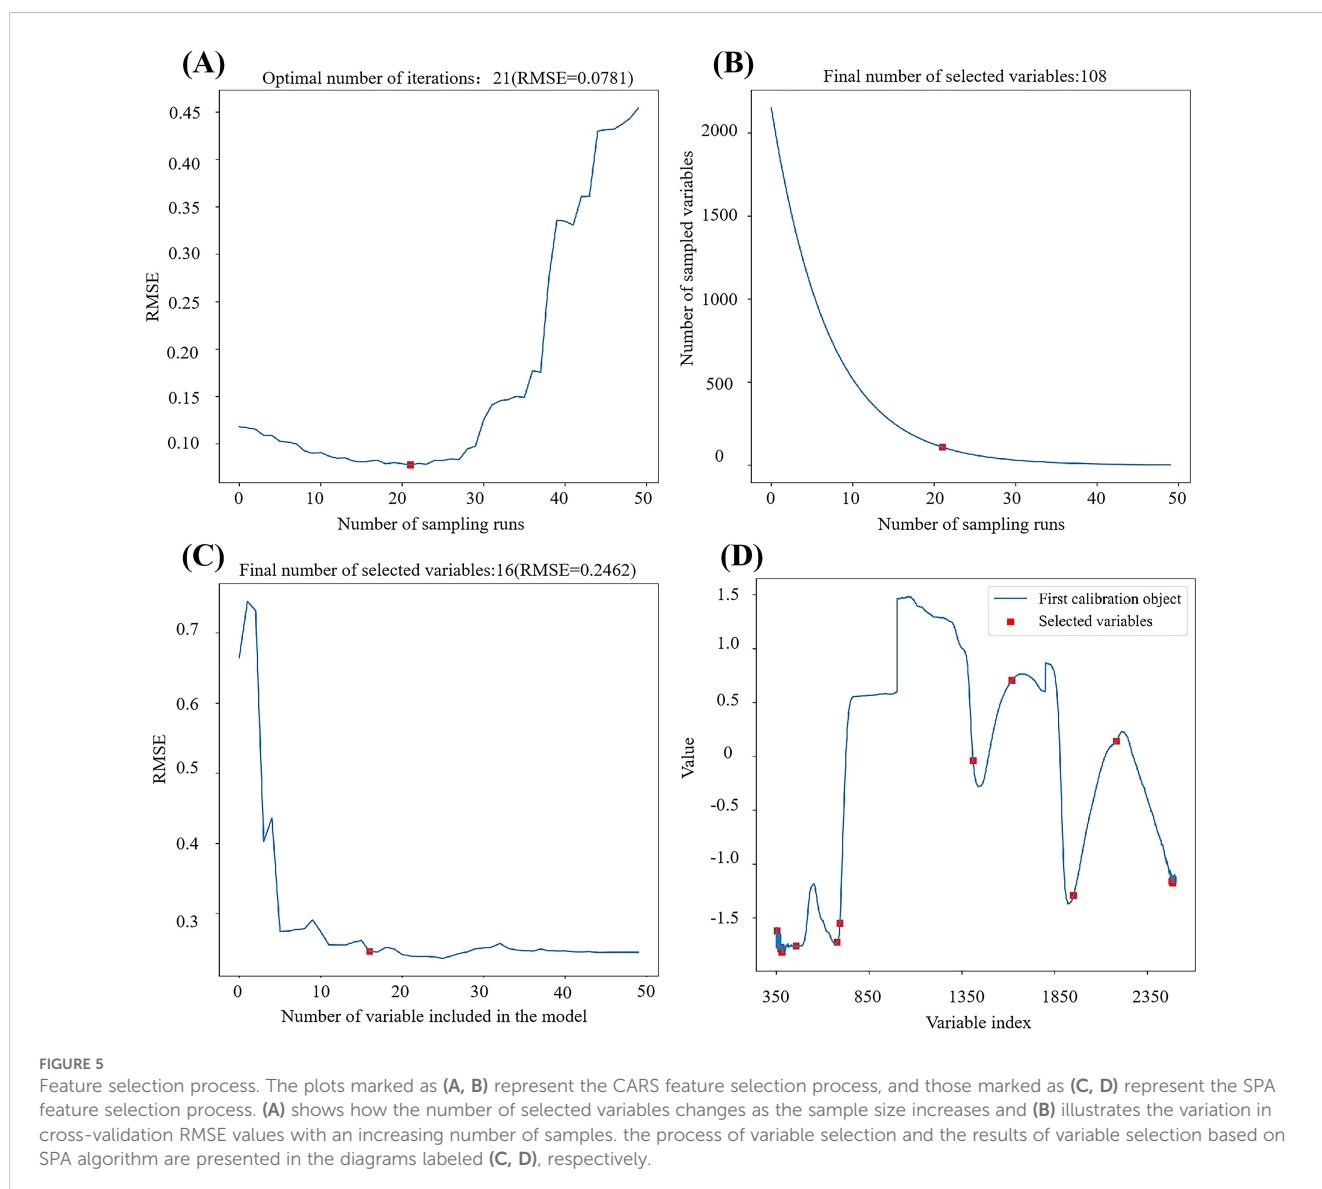 (A)
Optimal number of iterations: 21(RMSE=0.0781)
0.45
0.40
0.35
0.30
0.25
0.20
0.15
0.10
RMSE
0 10 20 30 40 50
Number of sampling runs
(B)
Final number of selected variables:108
2000
1500
1000
500
0
Number of sampled variables
0 10 20 30 40 50
Number of sampling runs
(C)
Final number of selected variables:16(RMSE=0.2462)
0.7
0.6
0.5
0.4
0.3
RMSE
0 10 20 30 40 50
Number of variable included in the model
(D)
First calibration object
Selected variables
1.5
1.0
0.5
0
-0.5
-1.0
-1.5
Value
350 850 1350 1850 2350
Variable index
FIGURE 5
Feature selection process. The plots marked as (A, B) represent the CARS feature selection process, and those marked as (C, D) represent the SPA
feature selection process. (A) shows how the number of selected variables changes as the sample size increases and (B) illustrates the variation in
cross-validation RMSE values with an increasing number of samples. the process of variable selection and the results of variable selection based on
SPA algorithm are presented in the diagrams labeled (C, D), respectively.